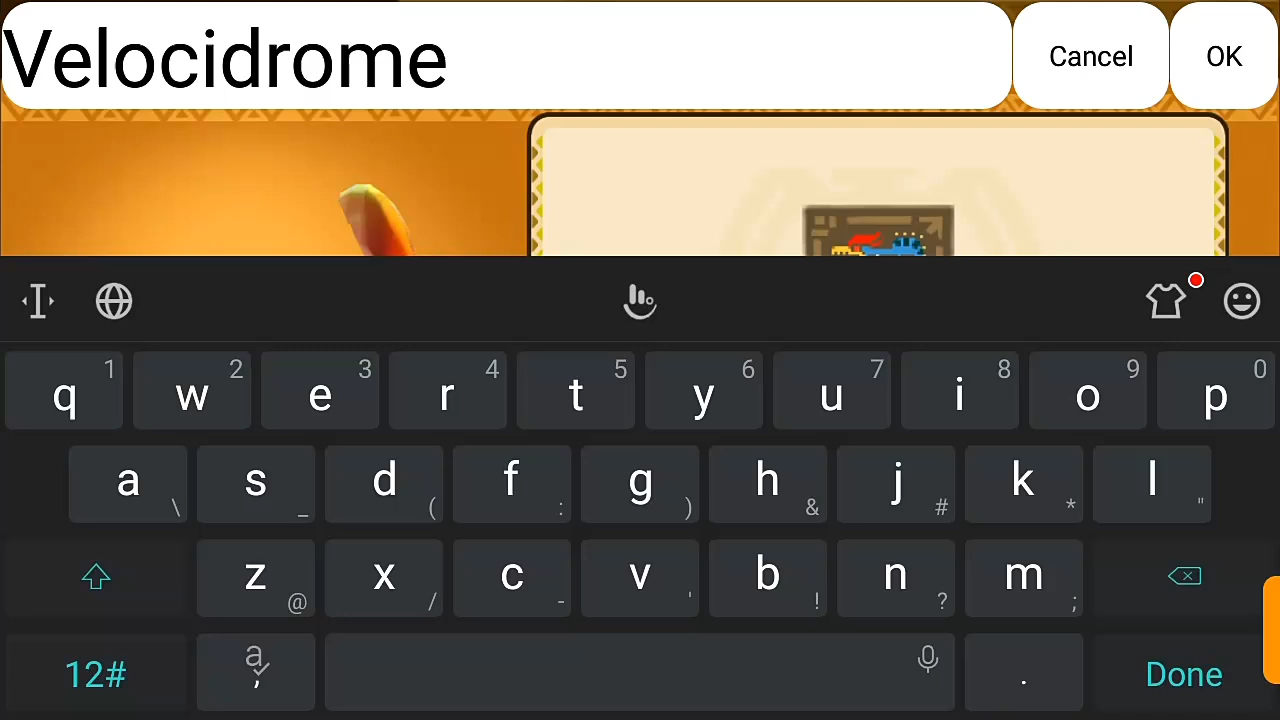 Velocidrome Cancel OK
q 1 w 2 e 3 r 4 t 5 y 6 u 7 i 8 o 9 p 0
a \ s _ d ( f : g ) h & j # k * l "
z @ x / c - v ' b ! n ? m ;
12# a , . Done